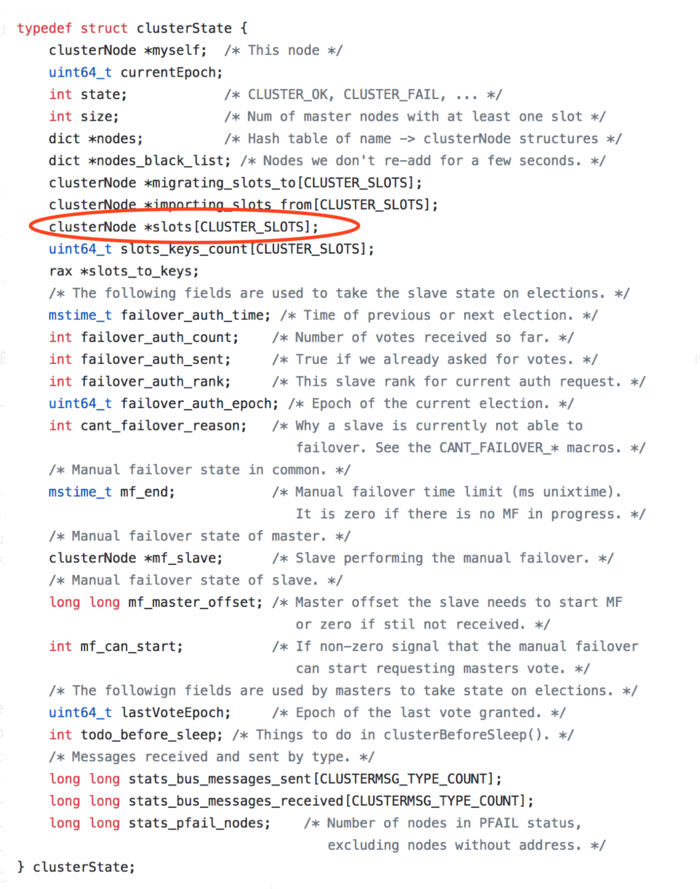 typedef struct clusterState {
    clusterNode *myself;  /* This node */
    uint64_t currentEpoch;
    int state;            /* CLUSTER_OK, CLUSTER_FAIL, ... */
    int size;             /* Num of master nodes with at least one slot */
    dict *nodes;          /* Hash table of name -> clusterNode structures */
    dict *nodes_black_list; /* Nodes we don't re-add for a few seconds. */
    clusterNode *migrating_slots_to[CLUSTER_SLOTS];
    clusterNode *importing_slots_from[CLUSTER_SLOTS];
    clusterNode *slots[CLUSTER_SLOTS];
    uint64_t slots_keys_count[CLUSTER_SLOTS];
    rax *slots_to_keys;
    /* The following fields are used to take the slave state on elections. */
    mstime_t failover_auth_time; /* Time of previous or next election. */
    int failover_auth_count;    /* Number of votes received so far. */
    int failover_auth_sent;     /* True if we already asked for votes. */
    int failover_auth_rank;     /* This slave rank for current auth request. */
    uint64_t failover_auth_epoch; /* Epoch of the current election. */
    int cant_failover_reason;   /* Why a slave is currently not able to
                                   failover. See the CANT_FAILOVER_* macros. */
    /* Manual failover state in common. */
    mstime_t mf_end;            /* Manual failover time limit (ms unixtime).
                                   It is zero if there is no MF in progress. */
    /* Manual failover state of master. */
    clusterNode *mf_slave;      /* Slave performing the manual failover. */
    /* Manual failover state of slave. */
    long long mf_master_offset; /* Master offset the slave needs to start MF
                                   or zero if stil not received. */
    int mf_can_start;           /* If non-zero signal that the manual failover
                                   can start requesting masters vote. */
    /* The followign fields are used by masters to take state on elections. */
    uint64_t lastVoteEpoch;     /* Epoch of the last vote granted. */
    int todo_before_sleep; /* Things to do in clusterBeforeSleep(). */
    /* Messages received and sent by type. */
    long long stats_bus_messages_sent[CLUSTERMSG_TYPE_COUNT];
    long long stats_bus_messages_received[CLUSTERMSG_TYPE_COUNT];
    long long stats_pfail_nodes;    /* Number of nodes in PFAIL status,
                                       excluding nodes without address. */
} clusterState;